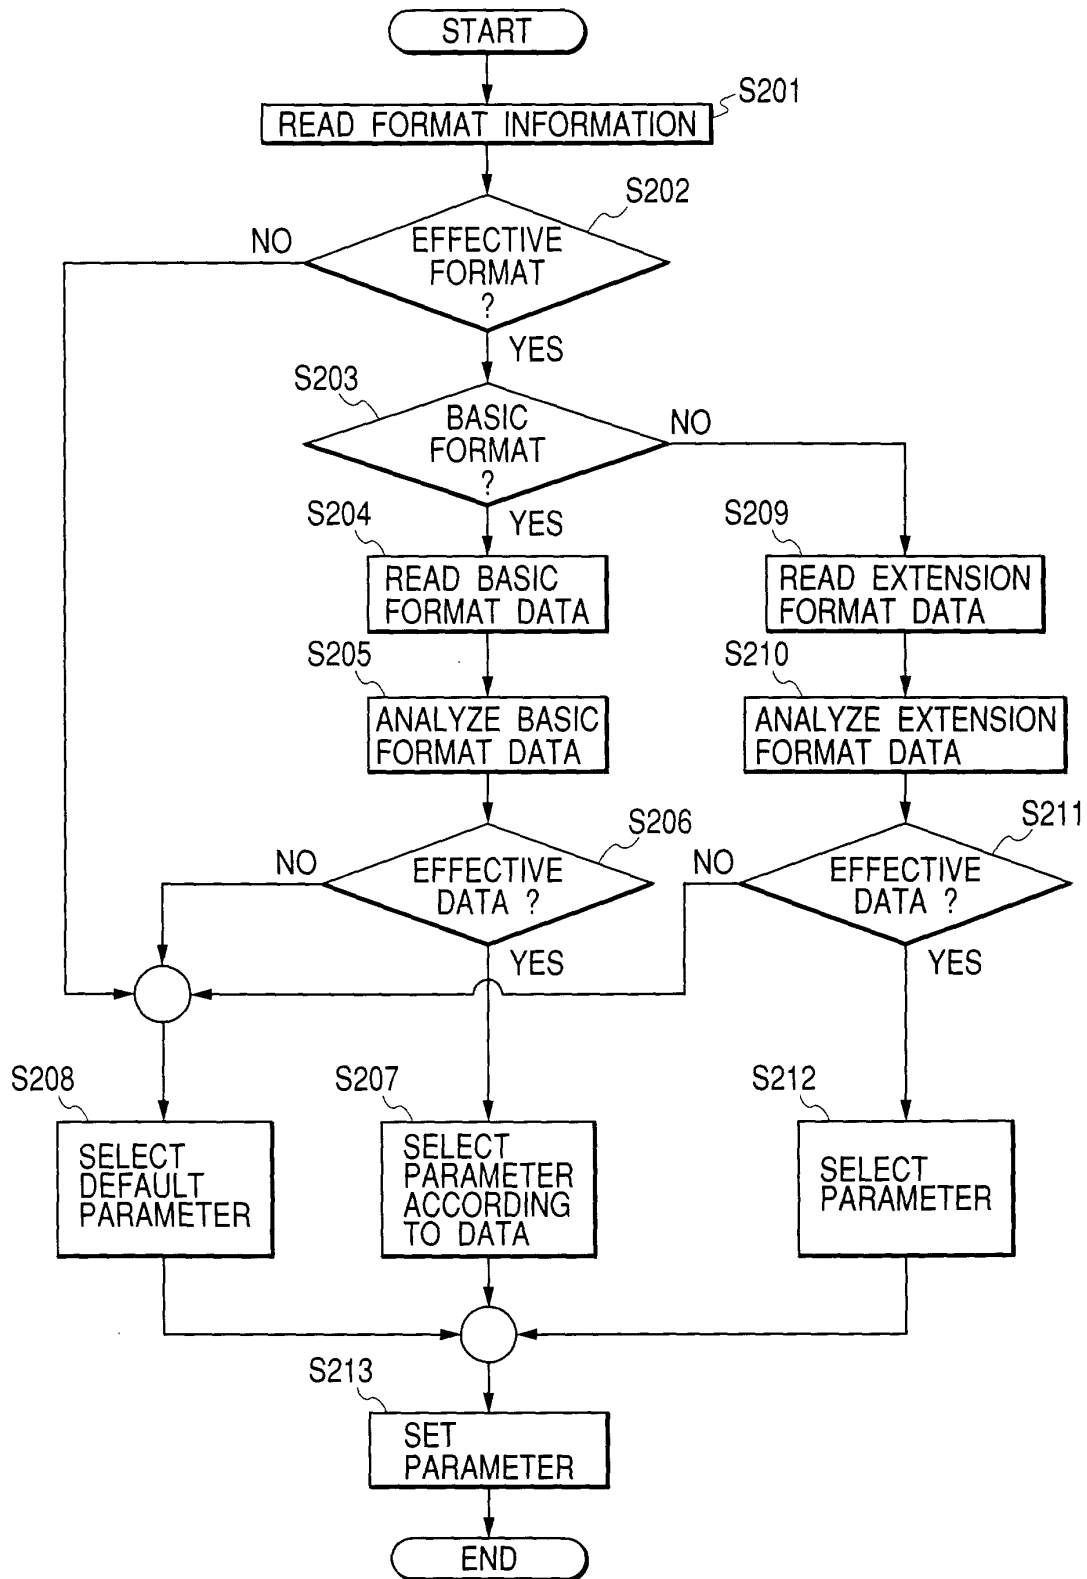 START
S201
READ FORMAT INFORMATION
S202
NO
EFFECTIVE
FORMAT
?
YES
S203
BASIC
FORMAT
?
NO
YES
S204
READ BASIC
FORMAT DATA
S209
READ EXTENSION
FORMAT DATA
S205
ANALYZE BASIC
FORMAT DATA
S210
ANALYZE EXTENSION
FORMAT DATA
S206
NO
EFFECTIVE
DATA ?
YES
S211
NO
EFFECTIVE
DATA ?
YES
S208
SELECT
DEFAULT
PARAMETER
S207
SELECT
PARAMETER
ACCORDING
TO DATA
S212
SELECT
PARAMETER
S213
SET
PARAMETER
END